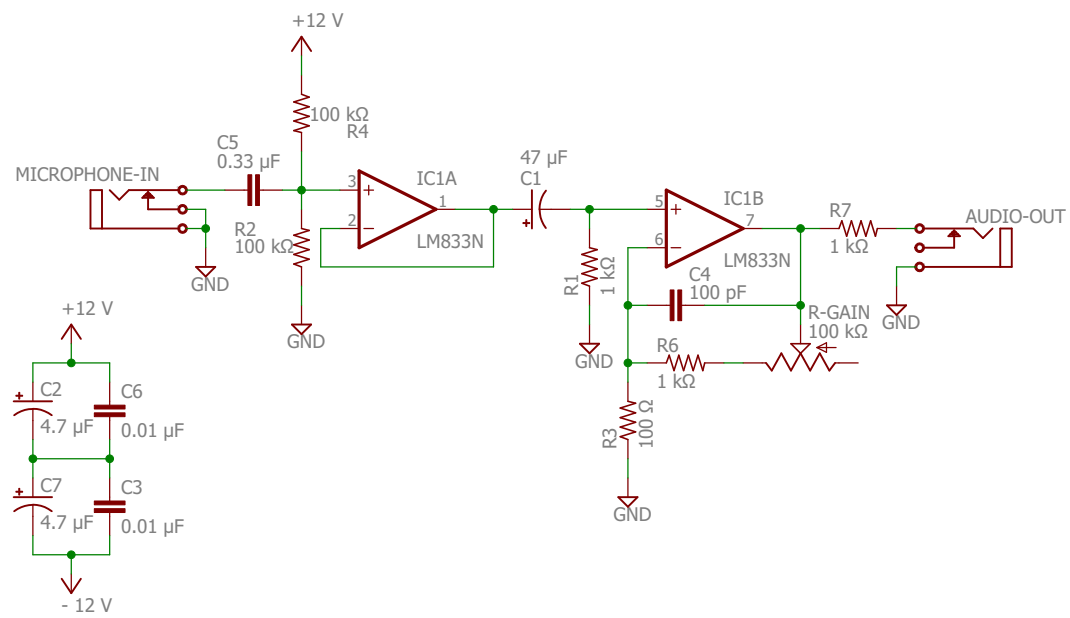 +12 V
100 kΩ
R4
C5
0.33 µF
MICROPHONE-IN
3
+
2
−
1
IC1A
LM833N
R2
100 kΩ
GND
GND
47 µF
C1
+
R1
1 kΩ
GND
5
+
6
−
7
IC1B
LM833N
R7
1 kΩ
AUDIO-OUT
GND
C4
100 pF
R-GAIN
100 kΩ
R6
1 kΩ
R3
100 Ω
GND
+12 V
+
C2
4.7 µF
C6
0.01 µF
+
C7
4.7 µF
C3
0.01 µF
- 12 V